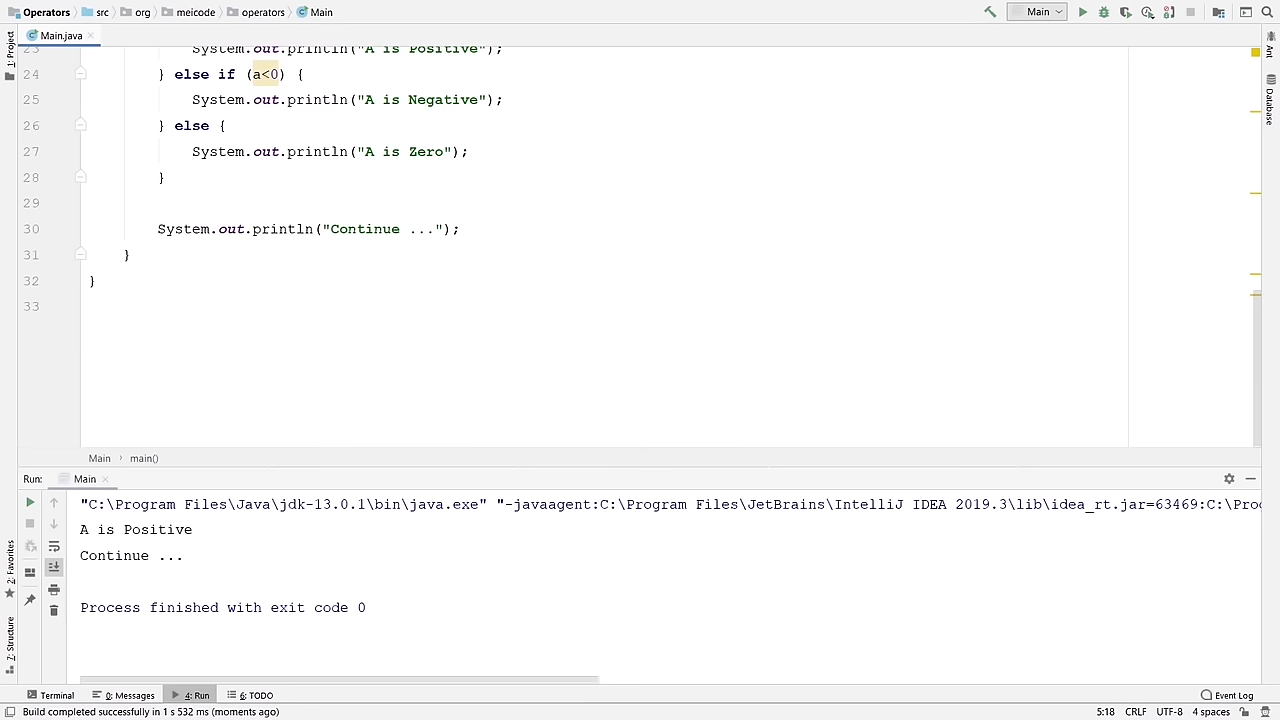 Operators src org meicode operators Main
Main
Main.java
1: Project
Ant
Database
23 System.out.println("A is Positive");
24 } else if (a<0) {
25 System.out.println("A is Negative");
26 } else {
27 System.out.println("A is Zero");
28 }
29
30 System.out.println("Continue ...");
31 }
32 }
33
Main › main()
Run: Main
"C:\Program Files\Java\jdk-13.0.1\bin\java.exe" "-javaagent:C:\Program Files\JetBrains\IntelliJ IDEA 2019.3\lib\idea_rt.jar=63469:C:\Pro
A is Positive
Continue ...
Process finished with exit code 0
2: Favorites
7: Structure
Terminal 0: Messages 4: Run 6: TODO Event Log
Build completed successfully in 1 s 532 ms (moments ago) 5:18 CRLF UTF-8 4 spaces